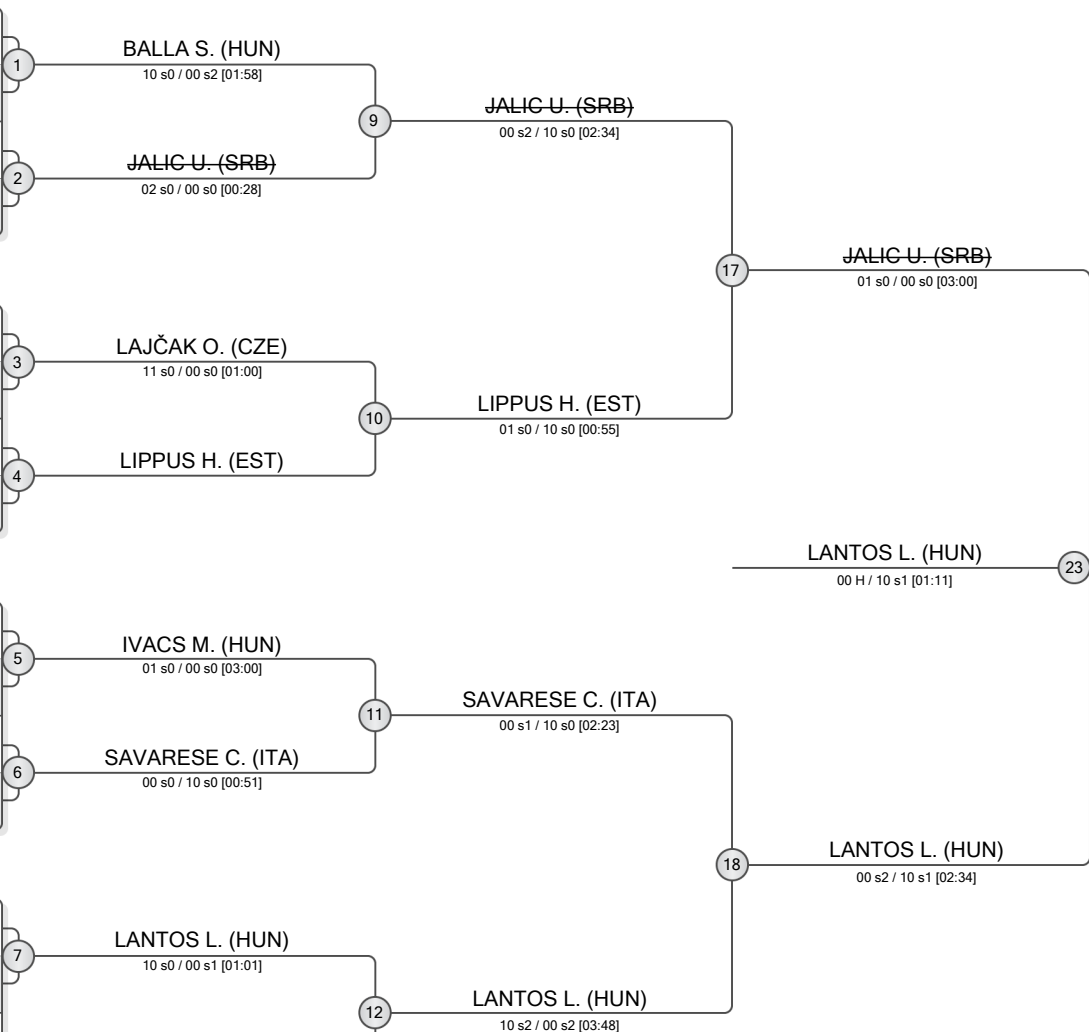 1
BALLA S. (HUN)
10 s0 / 00 s2 [01:58]
9
JALIC U. (SRB)
00 s2 / 10 s0 [02:34]
2
JALIC U. (SRB)
02 s0 / 00 s0 [00:28]
17
JALIC U. (SRB)
01 s0 / 00 s0 [03:00]
3
LAJČAK O. (CZE)
11 s0 / 00 s0 [01:00]
10
LIPPUS H. (EST)
01 s0 / 10 s0 [00:55]
4
LIPPUS H. (EST)
LANTOS L. (HUN)
00 H / 10 s1 [01:11]
23
5
IVACS M. (HUN)
01 s0 / 00 s0 [03:00]
11
SAVARESE C. (ITA)
00 s1 / 10 s0 [02:23]
6
SAVARESE C. (ITA)
00 s0 / 10 s0 [00:51]
18
LANTOS L. (HUN)
00 s2 / 10 s1 [02:34]
7
LANTOS L. (HUN)
10 s0 / 00 s1 [01:01]
12
LANTOS L. (HUN)
10 s2 / 00 s2 [03:48]